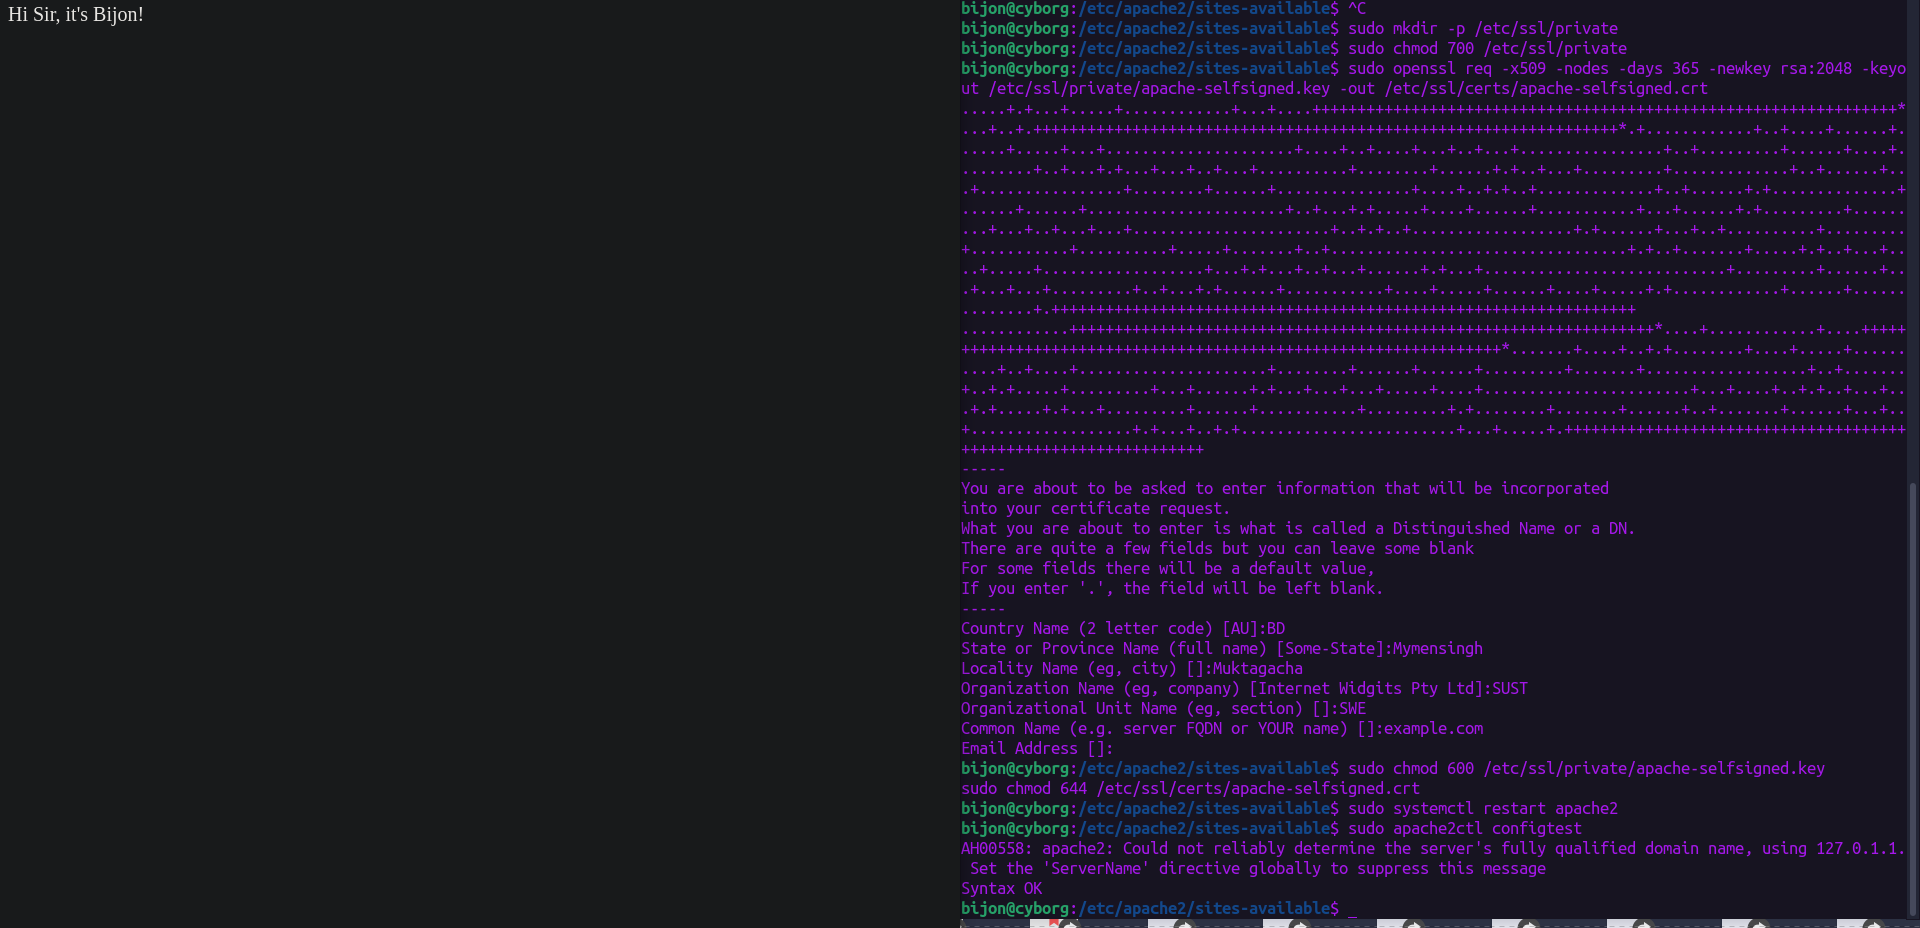 Hi Sir, it's Bijon!
bijon@cyborg:/etc/apache2/sites-available$ ^C
bijon@cyborg:/etc/apache2/sites-available$ sudo mkdir -p /etc/ssl/private
bijon@cyborg:/etc/apache2/sites-available$ sudo chmod 700 /etc/ssl/private
bijon@cyborg:/etc/apache2/sites-available$ sudo openssl req -x509 -nodes -days 365 -newkey rsa:2048 -keyo
ut /etc/ssl/private/apache-selfsigned.key -out /etc/ssl/certs/apache-selfsigned.crt
-----
You are about to be asked to enter information that will be incorporated
into your certificate request.
What you are about to enter is what is called a Distinguished Name or a DN.
There are quite a few fields but you can leave some blank
For some fields there will be a default value,
If you enter '.', the field will be left blank.
-----
Country Name (2 letter code) [AU]:BD
State or Province Name (full name) [Some-State]:Mymensingh
Locality Name (eg, city) []:Muktagacha
Organization Name (eg, company) [Internet Widgits Pty Ltd]:SUST
Organizational Unit Name (eg, section) []:SWE
Common Name (e.g. server FQDN or YOUR name) []:example.com
Email Address []:
bijon@cyborg:/etc/apache2/sites-available$ sudo chmod 600 /etc/ssl/private/apache-selfsigned.key
sudo chmod 644 /etc/ssl/certs/apache-selfsigned.crt
bijon@cyborg:/etc/apache2/sites-available$ sudo systemctl restart apache2
bijon@cyborg:/etc/apache2/sites-available$ sudo apache2ctl configtest
AH00558: apache2: Could not reliably determine the server's fully qualified domain name, using 127.0.1.1.
 Set the 'ServerName' directive globally to suppress this message
Syntax OK
bijon@cyborg:/etc/apache2/sites-available$ _